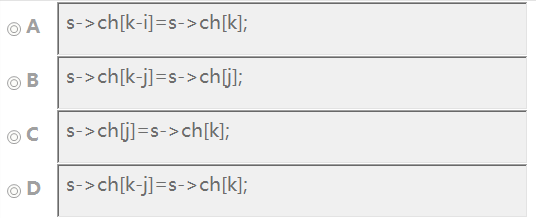 A s->ch[k-i]=s->ch[k];
B s->ch[k-j]=s->ch[j];
C s->ch[j]=s->ch[k];
D s->ch[k-j]=s->ch[k];